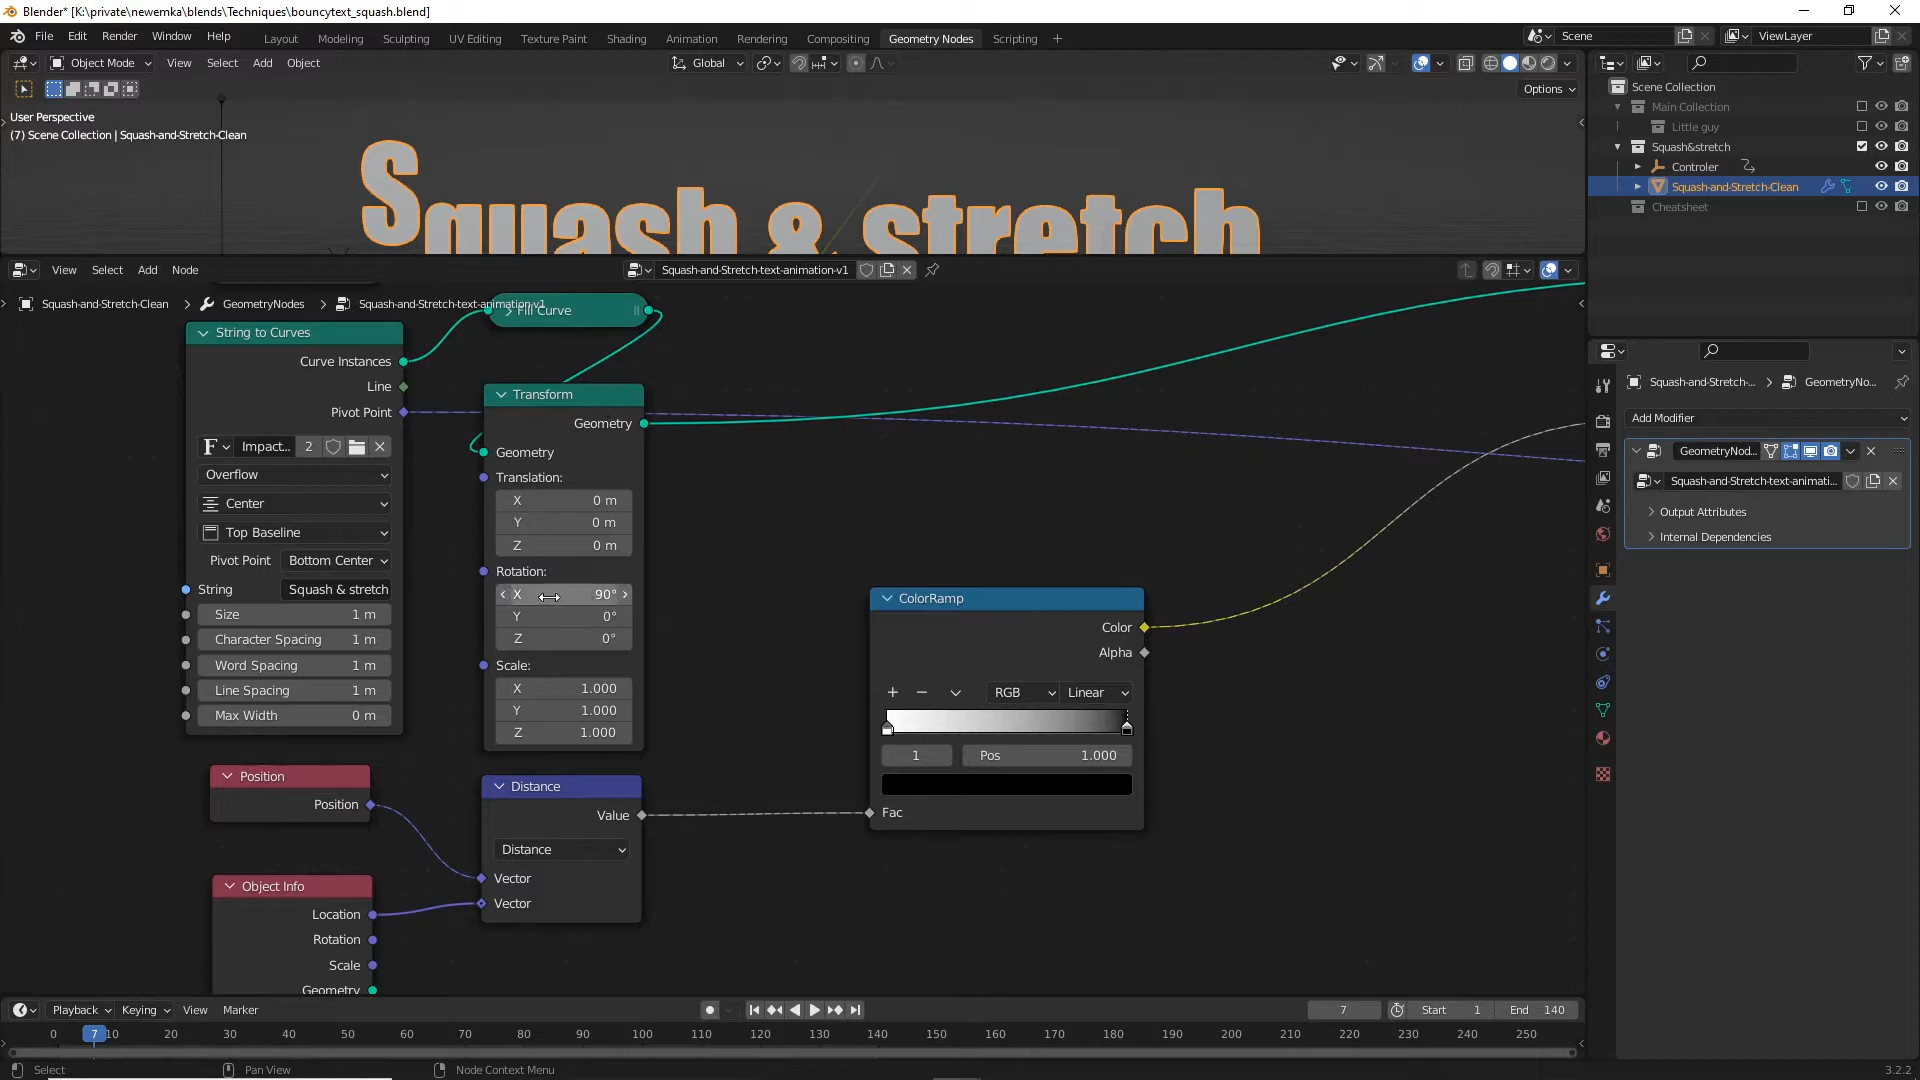 Blender* [K:\private\newemka\blends\Techniques\bouncytext_squash.blend]
File Edit Render Window Help
Layout Modeling Sculpting UV Editing Texture Paint Shading Animation Rendering Compositing Geometry Nodes Scripting +
Scene ViewLayer
Object Mode View Select Add Object Global
Options
User Perspective
(7) Scene Collection | Squash-and-Stretch-Clean
Squash & stretch
Scene Collection
Main Collection
Little guy
Squash&stretch
Controler
Squash-and-Stretch-Clean
Cheatsheet
View Select Add Node Squash-and-Stretch-text-animation-v1
Squash-and-Stretch-Clean > GeometryNodes > Squash-and-Stretch-text-animation-v1
Fill Curve
String to Curves
Curve Instances
Line
Pivot Point
F Impact... 2
Overflow
Center
Top Baseline
Pivot Point Bottom Center
String Squash & stretch
Size 1 m
Character Spacing 1 m
Word Spacing 1 m
Line Spacing 1 m
Max Width 0 m
Transform
Geometry
Geometry
Translation:
X 0 m
Y 0 m
Z 0 m
Rotation:
X 90°
Y 0°
Z 0°
Scale:
X 1.000
Y 1.000
Z 1.000
Position
Position
Object Info
Location
Rotation
Scale
Geometry
Distance
Value
Distance
Vector
Vector
ColorRamp
Color
Alpha
+ − RGB Linear
1 Pos 1.000
Fac
Squash-and-Stretch-... > GeometryNo...
Add Modifier
GeometryNod...
Squash-and-Stretch-text-animati...
Output Attributes
Internal Dependencies
Playback Keying View Marker 7 Start 1 End 140
0 7 10 20 30 40 50 60 70 80 90 100 110 120 130 140 150 160 170 180 190 200 210 220 230 240 250
Select Pan View Node Context Menu 3.2.2